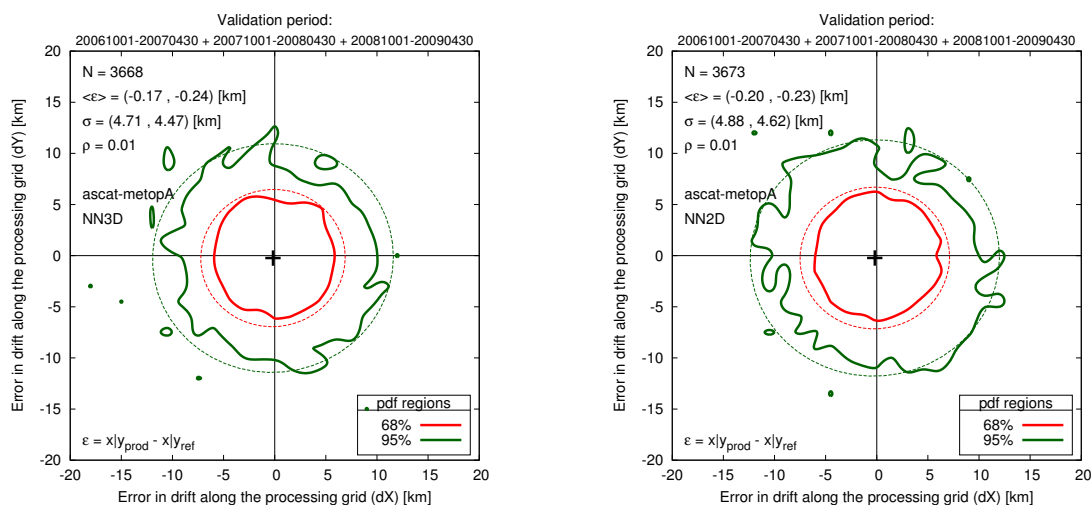 Validation period:
20061001-20070430 + 20071001-20080430 + 20081001-20090430
20
15
10
5
0
-5
-10
-15
-20
-20 -15 -10 -5 0 5 10 15 20
Error in drift along the processing grid (dY) [km]
Error in drift along the processing grid (dX) [km]
N = 3668
<ε> = (-0.17 , -0.24) [km]
σ = (4.71 , 4.47) [km]
ρ = 0.01
ascat-metopA
NN3D
ε = x|y_prod - x|y_ref
pdf regions
68%
95%
Validation period:
20061001-20070430 + 20071001-20080430 + 20081001-20090430
20
15
10
5
0
-5
-10
-15
-20
-20 -15 -10 -5 0 5 10 15 20
Error in drift along the processing grid (dY) [km]
Error in drift along the processing grid (dX) [km]
N = 3673
<ε> = (-0.20 , -0.23) [km]
σ = (4.88 , 4.62) [km]
ρ = 0.01
ascat-metopA
NN2D
ε = x|y_prod - x|y_ref
pdf regions
68%
95%